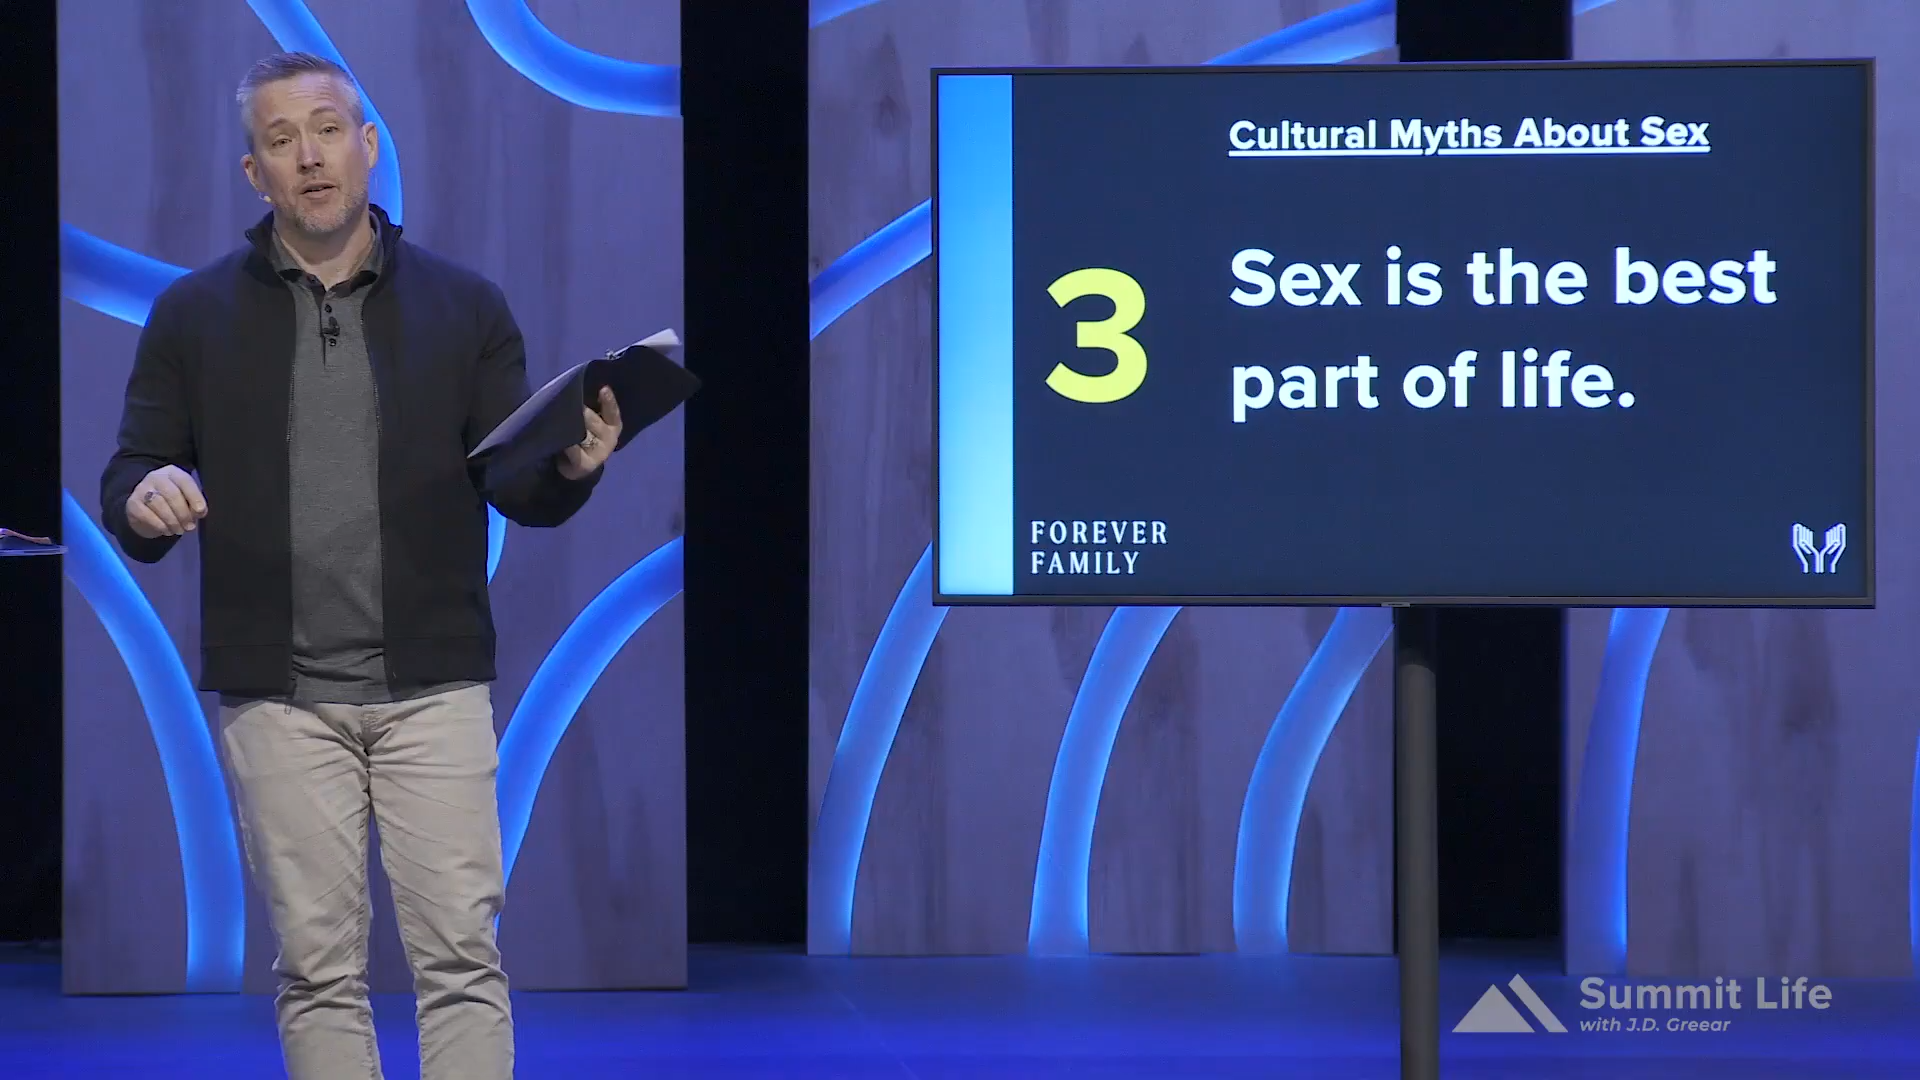 Cultural Myths About Sex
3
Sex is the best
part of life.
FOREVER
FAMILY
Summit Life
with J.D. Greear